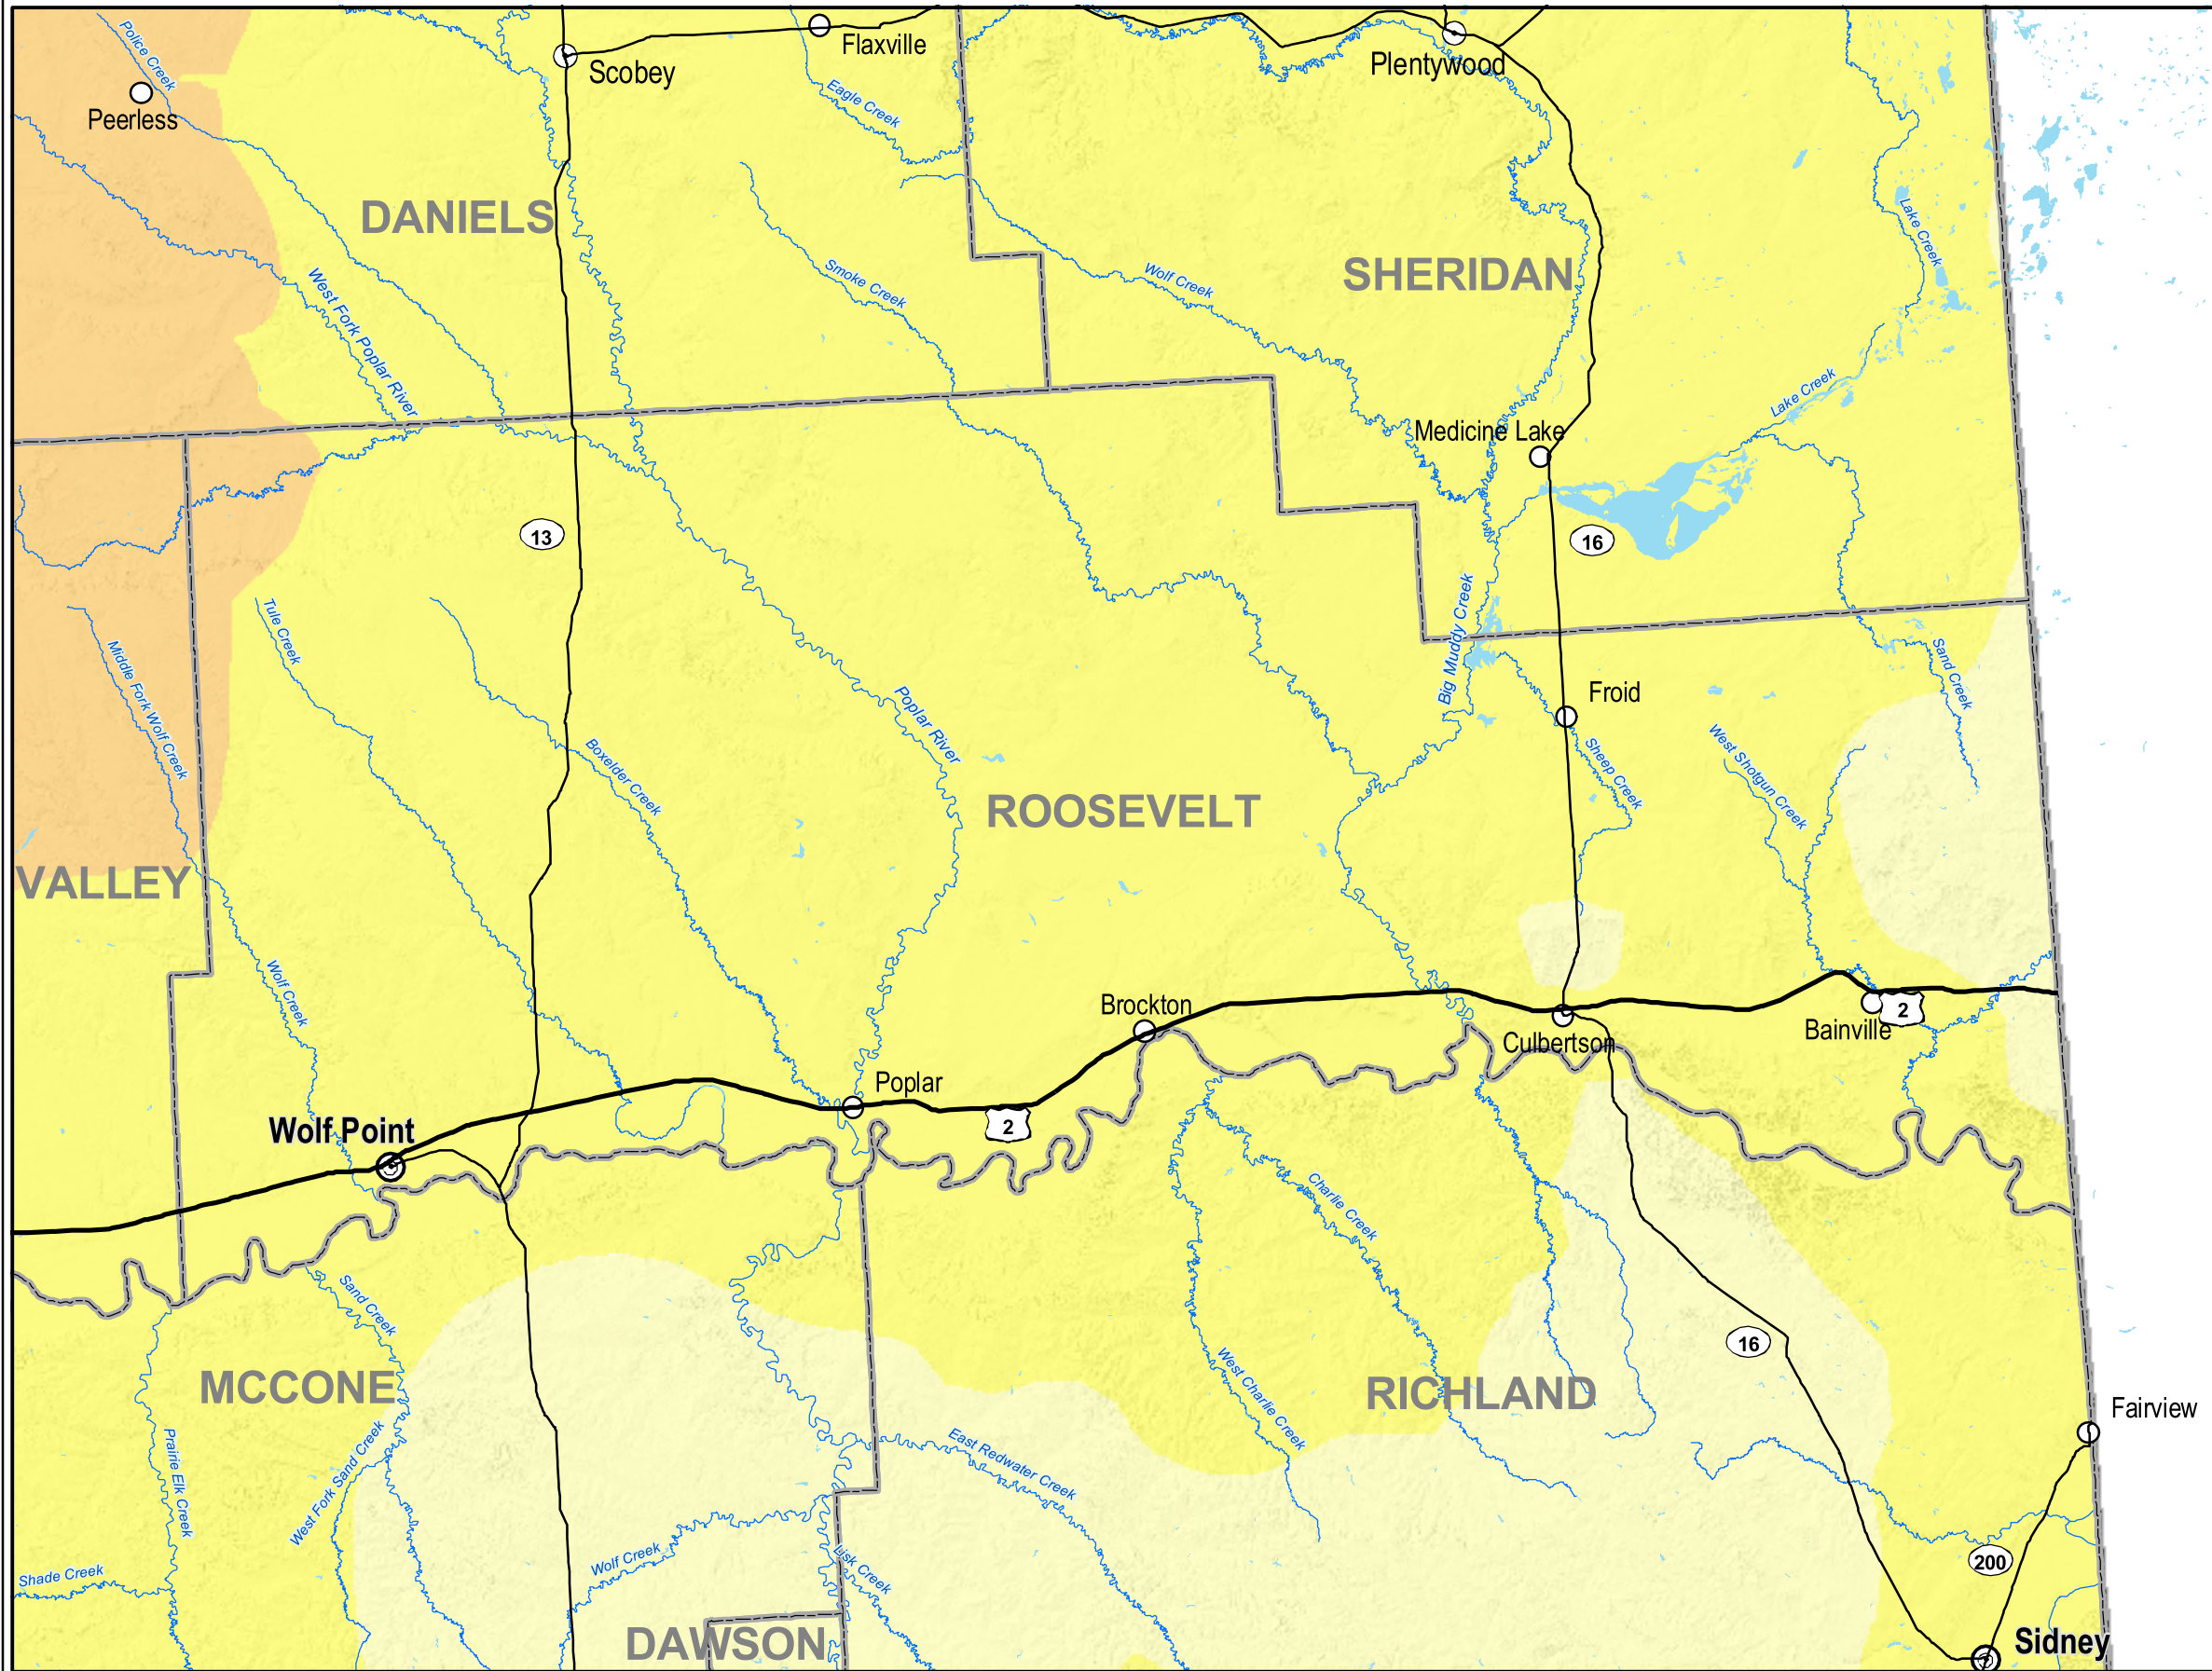 Police Creek
Flaxville
Scobey
Plentywood
Peerless
Eagle Creek
DANIELS
Lake Creek
SHERIDAN
Smoke Creek
Wolf Creek
West Fork Poplar River
Lake Creek
Medicine Lake
13
16
Tule Creek
Big Muddy Creek
Middle Fork Wolf Creek
Sand Creek
Froid
Poplar River
Boxelder Creek
Sheep Creek
West Shotgun Creek
ROOSEVELT
VALLEY
Wolf Creek
Brockton
2
Culbertson
Bainville
Poplar
2
Wolf Point
Charlie Creek
Sand Creek
16
MCCONE
RICHLAND
West Charlie Creek
Fairview
Prairie Elk Creek
West Fork Sand Creek
East Redwater Creek
Wolf Creek
Lisk Creek
Shade Creek
200
DAWSON
Sidney